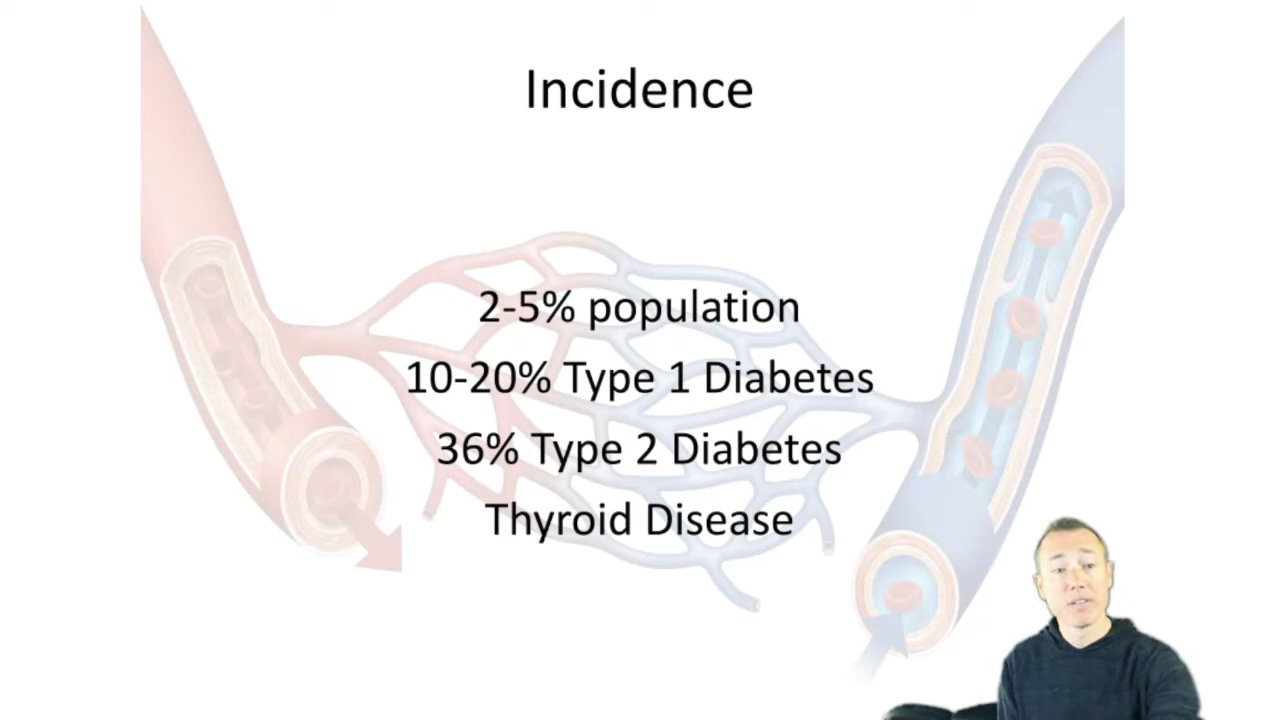 Incidence
2-5% population
10-20% Type 1 Diabetes
36% Type 2 Diabetes
Thyroid Disease